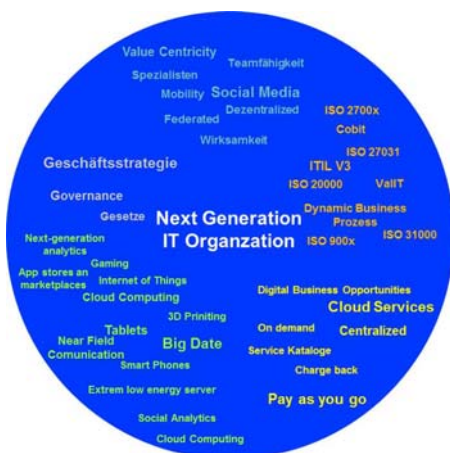 Value Centricity
Teamfähigkeit
Spezialisten
Mobility
Social Media
Dezentralized
Federated
Wirksamkeit
ISO 2700x
Cobit
ISO 27031
ITIL V3
ISO 20000
ValIT
Dynamic Business
Prozess
ISO 900x
ISO 31000
Geschäftsstrategie
Governance
Gesetze
Next Generation
IT Organzation
Next-generation
analytics
Gaming
App stores an
marketplaces
Internet of Things
Cloud Computing
3D Priniting
Tablets
Near Field
Comunication
Big Date
Smart Phones
Extrem low energy server
Social Analytics
Cloud Computing
Digital Business Opportunities
Cloud Services
On demand
Centralized
Service Kataloge
Charge back
Pay as you go